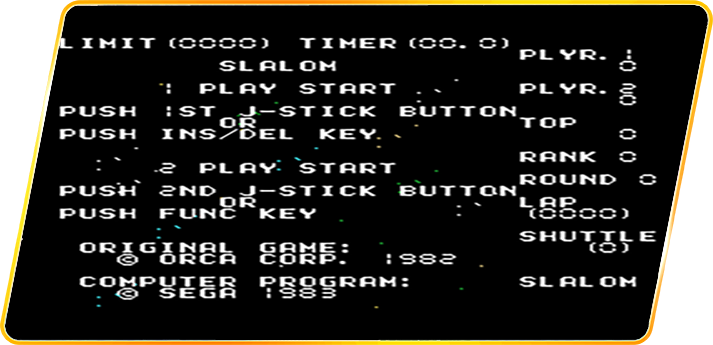 LIMIT(0000) TIMER(00.0)
SLALOM
1 PLAY START
PUSH 1ST J-STICK BUTTON
OR
PUSH INS/DEL KEY
2 PLAY START
PUSH 2ND J-STICK BUTTON
OR
PUSH FUNC KEY
ORIGINAL GAME:
© ORCA CORP. 1982
COMPUTER PROGRAM:
© SEGA 1983
PLYR. 1
0
PLYR. 2
0
TOP
0
RANK 0
ROUND 0
LAP
(0000)
SHUTTLE
(0)
SLALOM